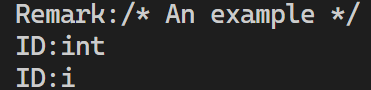 Remark:/* An example */
ID:int
ID:i